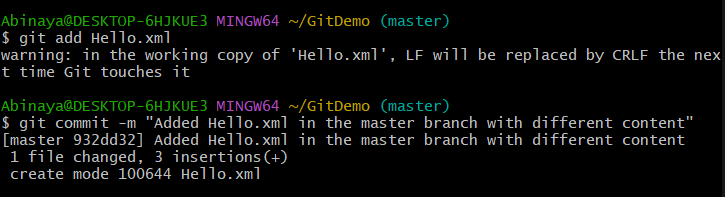 Abinaya@DESKTOP-6HJKUE3 MINGW64 ~/GitDemo (master)
$ git add Hello.xml
warning: in the working copy of 'Hello.xml', LF will be replaced by CRLF the nex
t time Git touches it
Abinaya@DESKTOP-6HJKUE3 MINGW64 ~/GitDemo (master)
$ git commit -m "Added Hello.xml in the master branch with different content"
[master 932dd32] Added Hello.xml in the master branch with different content
 1 file changed, 3 insertions(+)
 create mode 100644 Hello.xml